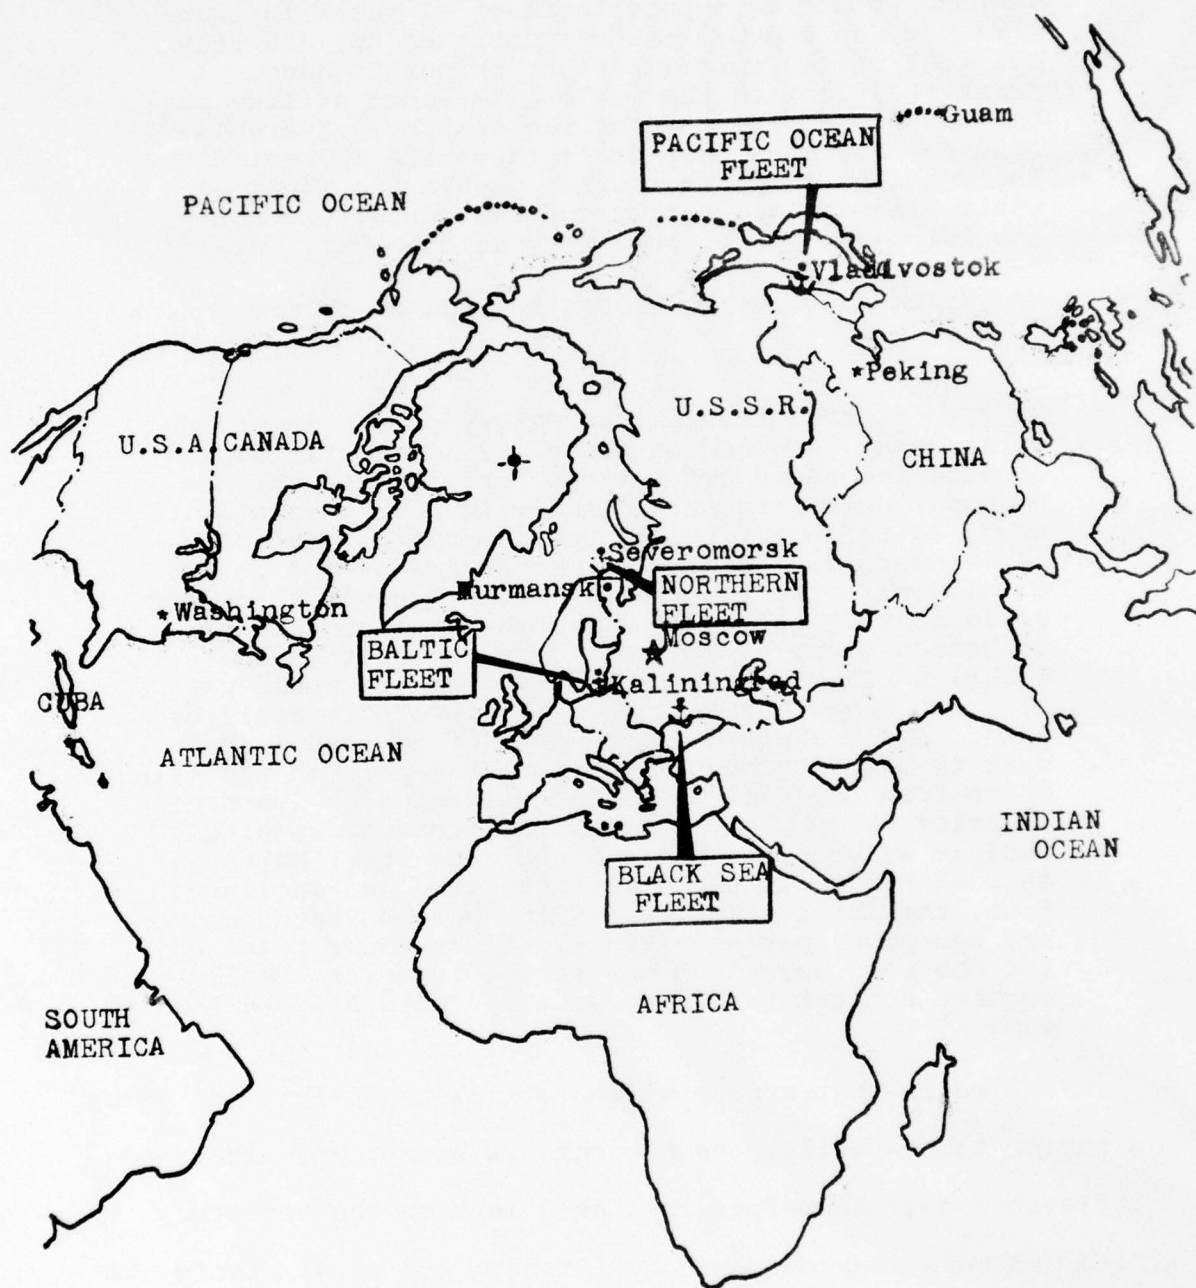 Guam
PACIFIC OCEAN
FLEET
PACIFIC OCEAN
Vladivostok
Peking
U.S.S.R.
U.S.A.
CANADA
CHINA
Severomorsk
Murmansk
NORTHERN
FLEET
Washington
Moscow
BALTIC
FLEET
Kaliningrad
CUBA
ATLANTIC OCEAN
INDIAN
OCEAN
BLACK SEA
FLEET
AFRICA
SOUTH
AMERICA